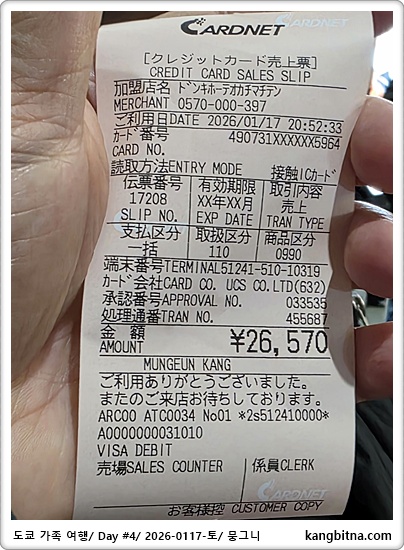 CARDNET
CARDNET
[クレジットカード売上票]
CREDIT CARD SALES SLIP
加盟店名 ドンキホーテオカチマチテン
MERCHANT 0570-000-397
ご利用日DATE 2026/01/17 20:52:33
カード番号 490731XXXXXX5964
CARD NO.
読取方法ENTRY MODE 接触ICカード
伝票番号 有効期限 取引内容
17208 XX年XX月 売上
SLIP NO. EXP DATE TRAN TYPE
支払区分 取扱区分 商品区分
一括 110 0990
端末番号TERMINAL51241-510-10319
カード会社CARD CO. UCS CO.LTD(632)
承認番号APPROVAL NO. 033535
処理通番TRAN NO. 455687
金 額
AMOUNT ¥26,570
MUNGEUN KANG
ご利用ありがとうございました。
またのご来店お待ちしております。
ARC00 ATC0034 No01 *2s512410000*
A0000000031010
VISA DEBIT
売場SALES COUNTER 係員CLERK
CARDNET
お客様控 CUSTOMER COPY
도쿄 가족 여행/ Day #4/ 2026-0117-토/ 뭉그니 kangbitna.com